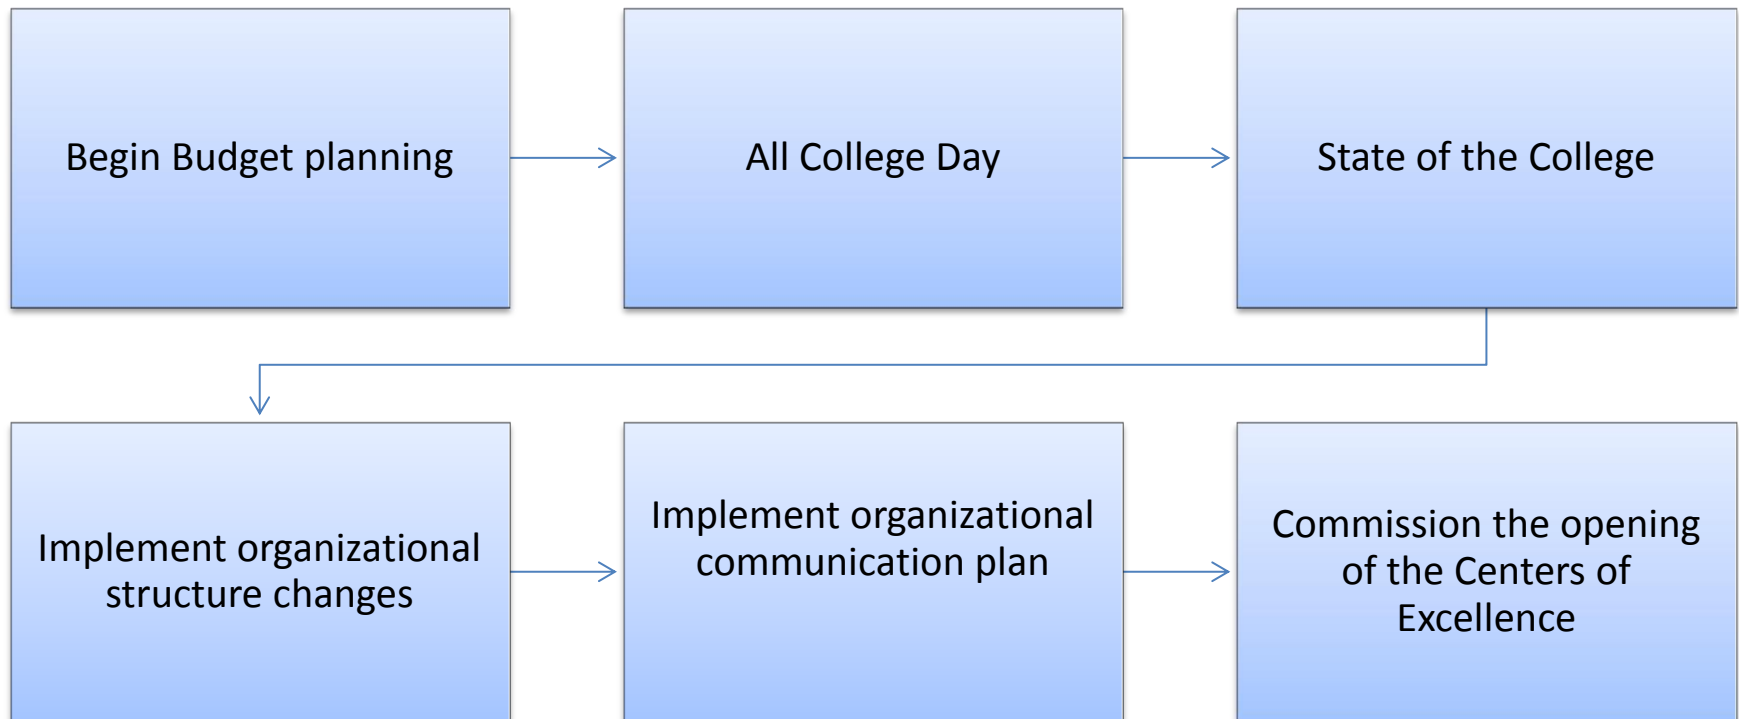 Begin Budget planning
All College Day
State of the College
Implement organizational
structure changes
Implement organizational
communication plan
Commission the opening
of the Centers of
Excellence